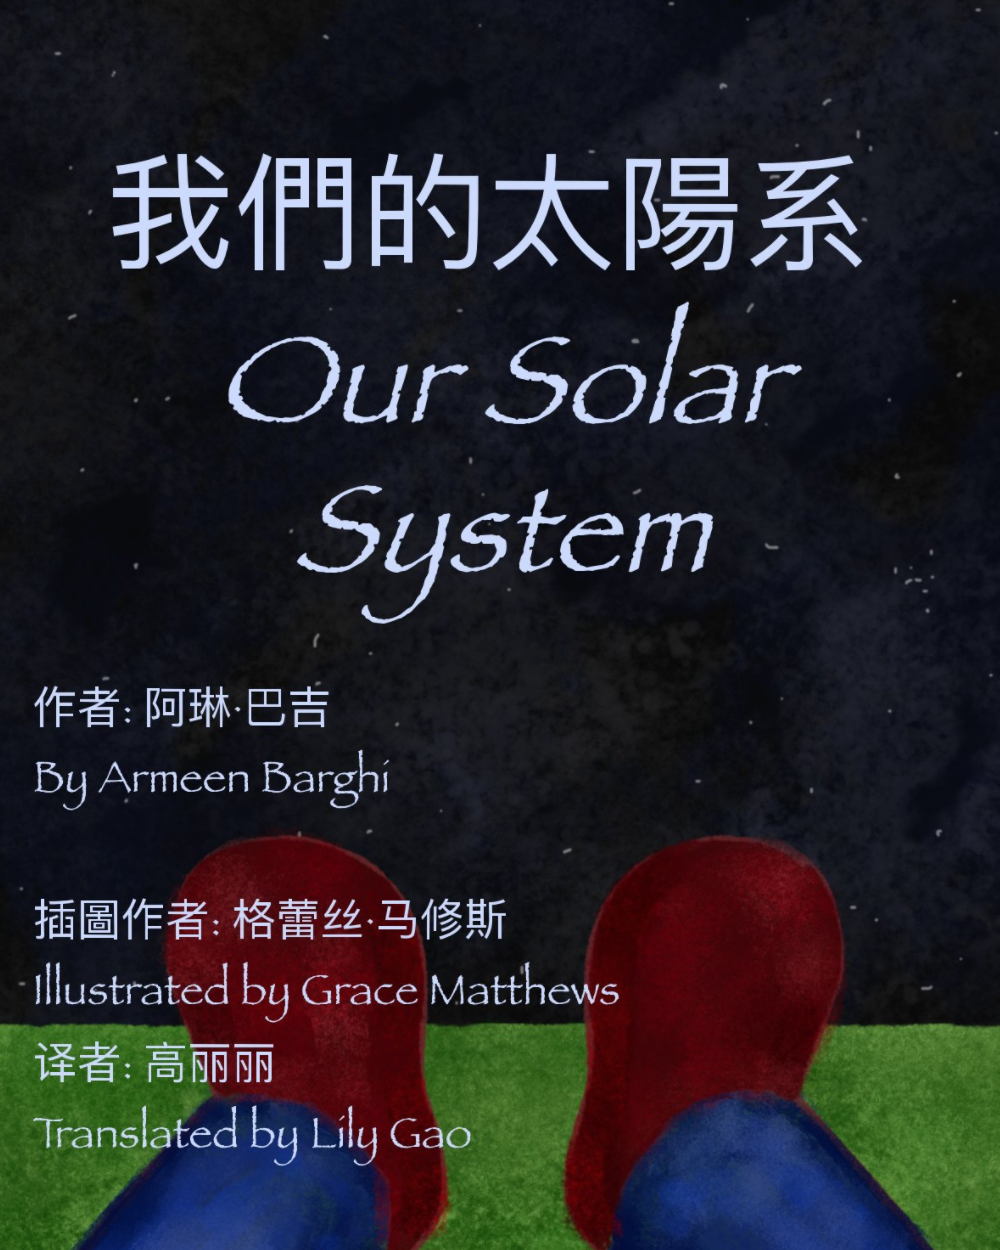 我們的太陽系
Our Solar
System
作者: 阿琳·巴吉
By Armeen Barghi
插圖作者: 格蕾丝·马修斯
Illustrated by Grace Matthews
译者: 高丽丽
Translated by Lily Gao